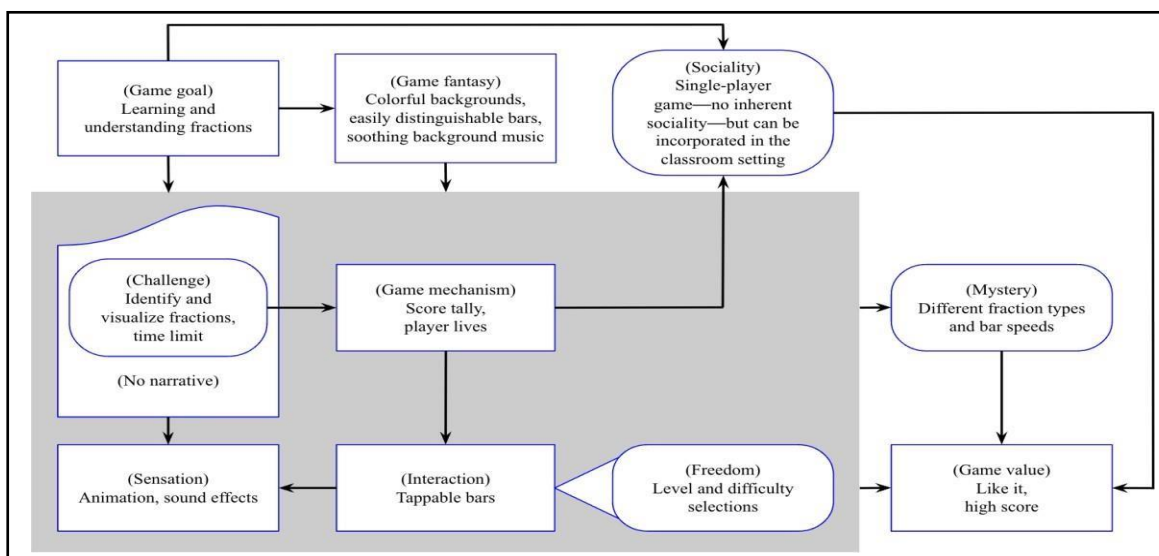 (Game goal)
Learning and
understanding fractions
(Game fantasy)
Colorful backgrounds,
easily distinguishable bars,
soothing background music
(Sociality)
Single-player
game—no inherent
sociality—but can be
incorporated in the
classroom setting
(Challenge)
Identify and
visualize fractions,
time limit
(No narrative)
(Game mechanism)
Score tally,
player lives
(Mystery)
Different fraction types
and bar speeds
(Sensation)
Animation, sound effects
(Interaction)
Tappable bars
(Freedom)
Level and difficulty
selections
(Game value)
Like it,
high score